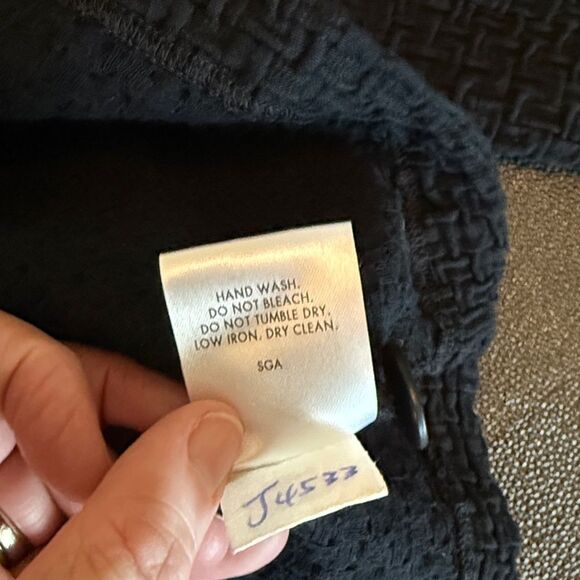 HAND WASH.
DO NOT BLEACH.
DO NOT TUMBLE DRY.
LOW IRON. DRY CLEAN.
SGA
J4533